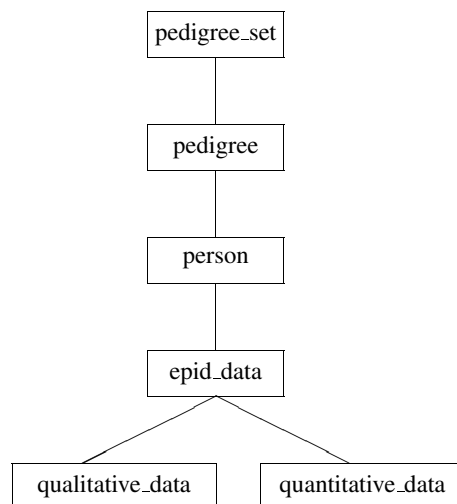 pedigree_set
pedigree
person
epid_data
qualitative_data
quantitative_data